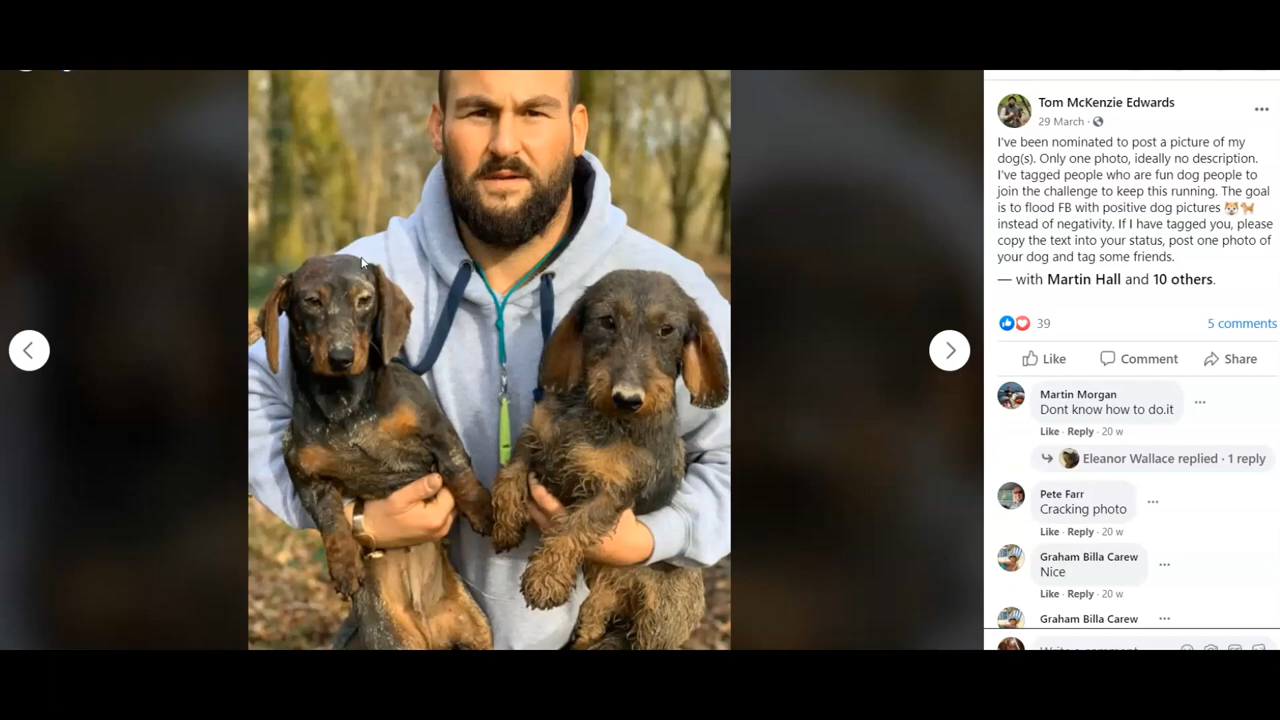 Tom McKenzie Edwards
29 March ·
I've been nominated to post a picture of my
dog(s). Only one photo, ideally no description.
I've tagged people who are fun dog people to
join the challenge to keep this running. The goal
is to flood FB with positive dog pictures 🐶🐕
instead of negativity. If I have tagged you, please
copy the text into your status, post one photo of
your dog and tag some friends.
— with Martin Hall and 10 others.
39 5 comments
Like Comment Share
Martin Morgan
Dont know how to do.it
Like · Reply · 20 w
Eleanor Wallace replied · 1 reply
Pete Farr
Cracking photo
Like · Reply · 20 w
Graham Billa Carew
Nice
Like · Reply · 20 w
Graham Billa Carew
Write a comment